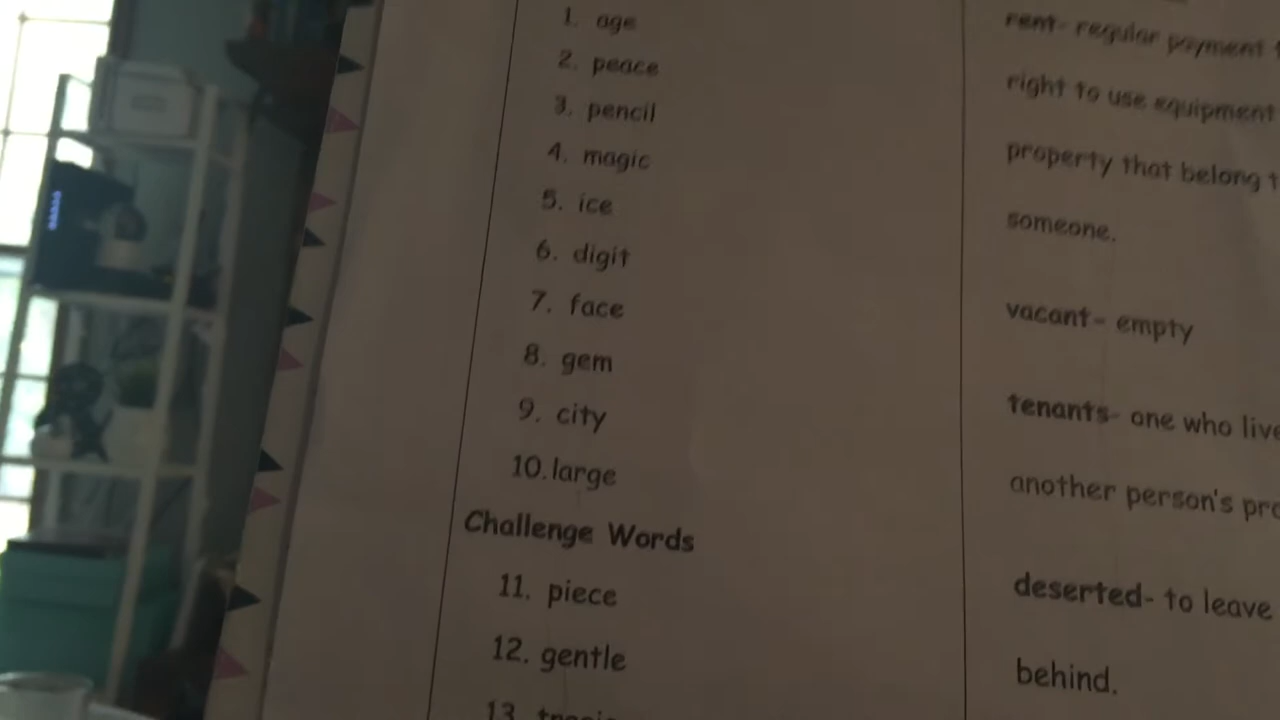 1. age
2. peace
3. pencil
4. magic
5. ice
6. digit
7. face
8. gem
9. city
10. large
Challenge Words
11. piece
12. gentle
13.
rent- regular payment
right to use equipment
property that belong
someone.
vacant- empty
tenants- one who live
another person's
deserted- to leave
behind.